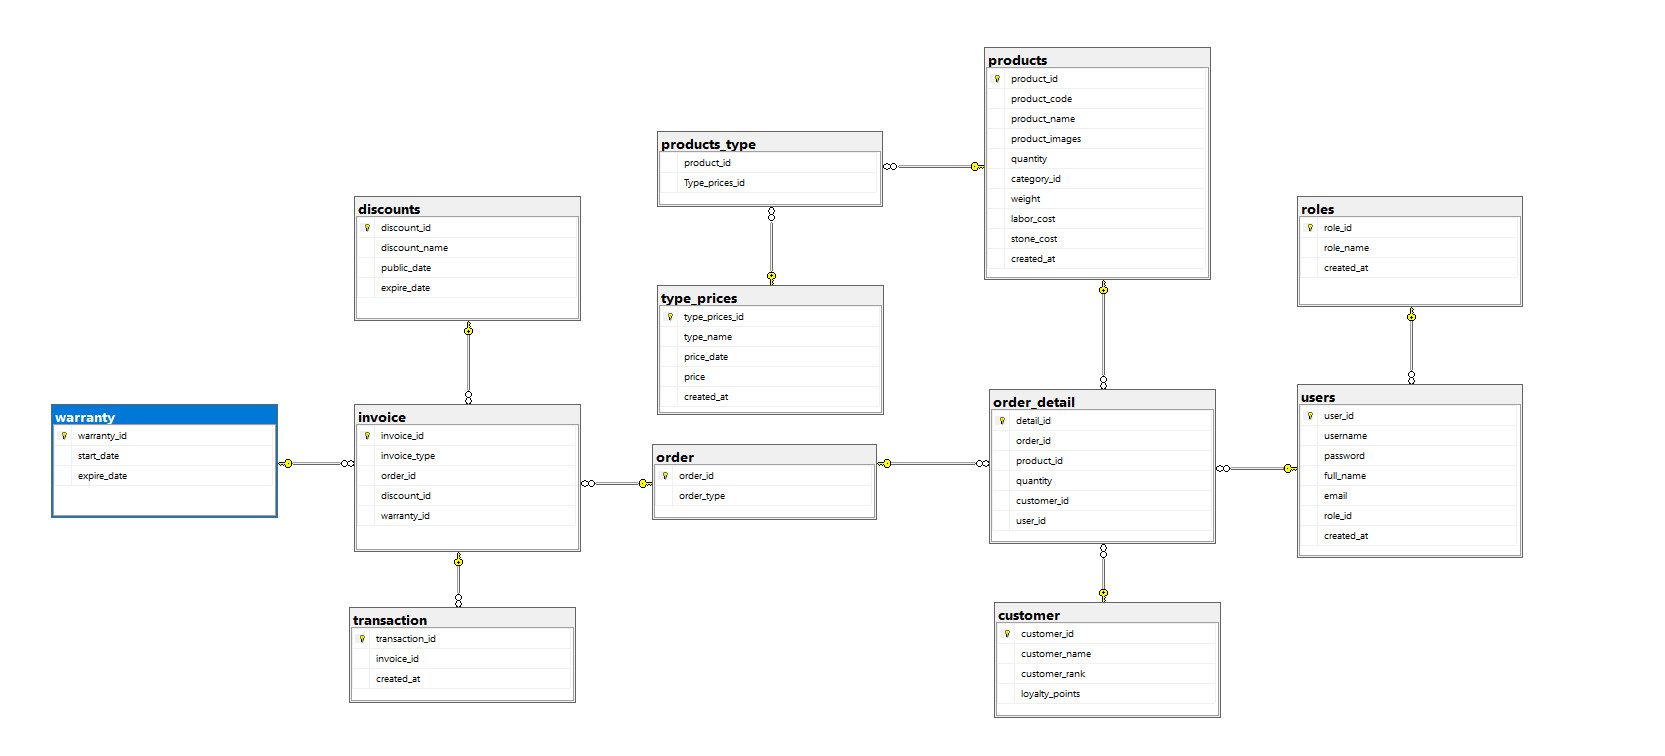 products
product_id
product_code
product_name
product_images
quantity
category_id
weight
labor_cost
stone_cost
created_at
products_type
product_id
Type_prices_id
discounts
discount_id
discount_name
public_date
expire_date
roles
role_id
role_name
created_at
type_prices
type_prices_id
type_name
price_date
price
created_at
warranty
warranty_id
start_date
expire_date
invoice
invoice_id
invoice_type
order_id
discount_id
warranty_id
order
order_id
order_type
order_detail
detail_id
order_id
product_id
quantity
customer_id
user_id
users
user_id
username
password
full_name
email
role_id
created_at
transaction
transaction_id
invoice_id
created_at
customer
customer_id
customer_name
customer_rank
loyalty_points